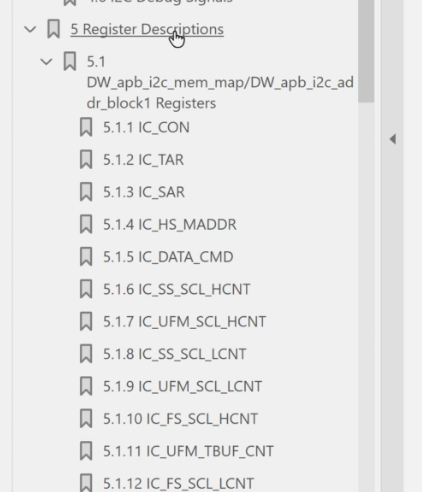 4.6 I2C Debug Signals
5 Register Descriptions
5.1
DW_apb_i2c_mem_map/DW_apb_i2c_ad
dr_block1 Registers
5.1.1 IC_CON
5.1.2 IC_TAR
5.1.3 IC_SAR
5.1.4 IC_HS_MADDR
5.1.5 IC_DATA_CMD
5.1.6 IC_SS_SCL_HCNT
5.1.7 IC_UFM_SCL_HCNT
5.1.8 IC_SS_SCL_LCNT
5.1.9 IC_UFM_SCL_LCNT
5.1.10 IC_FS_SCL_HCNT
5.1.11 IC_UFM_TBUF_CNT
5.1.12 IC_FS_SCL_LCNT